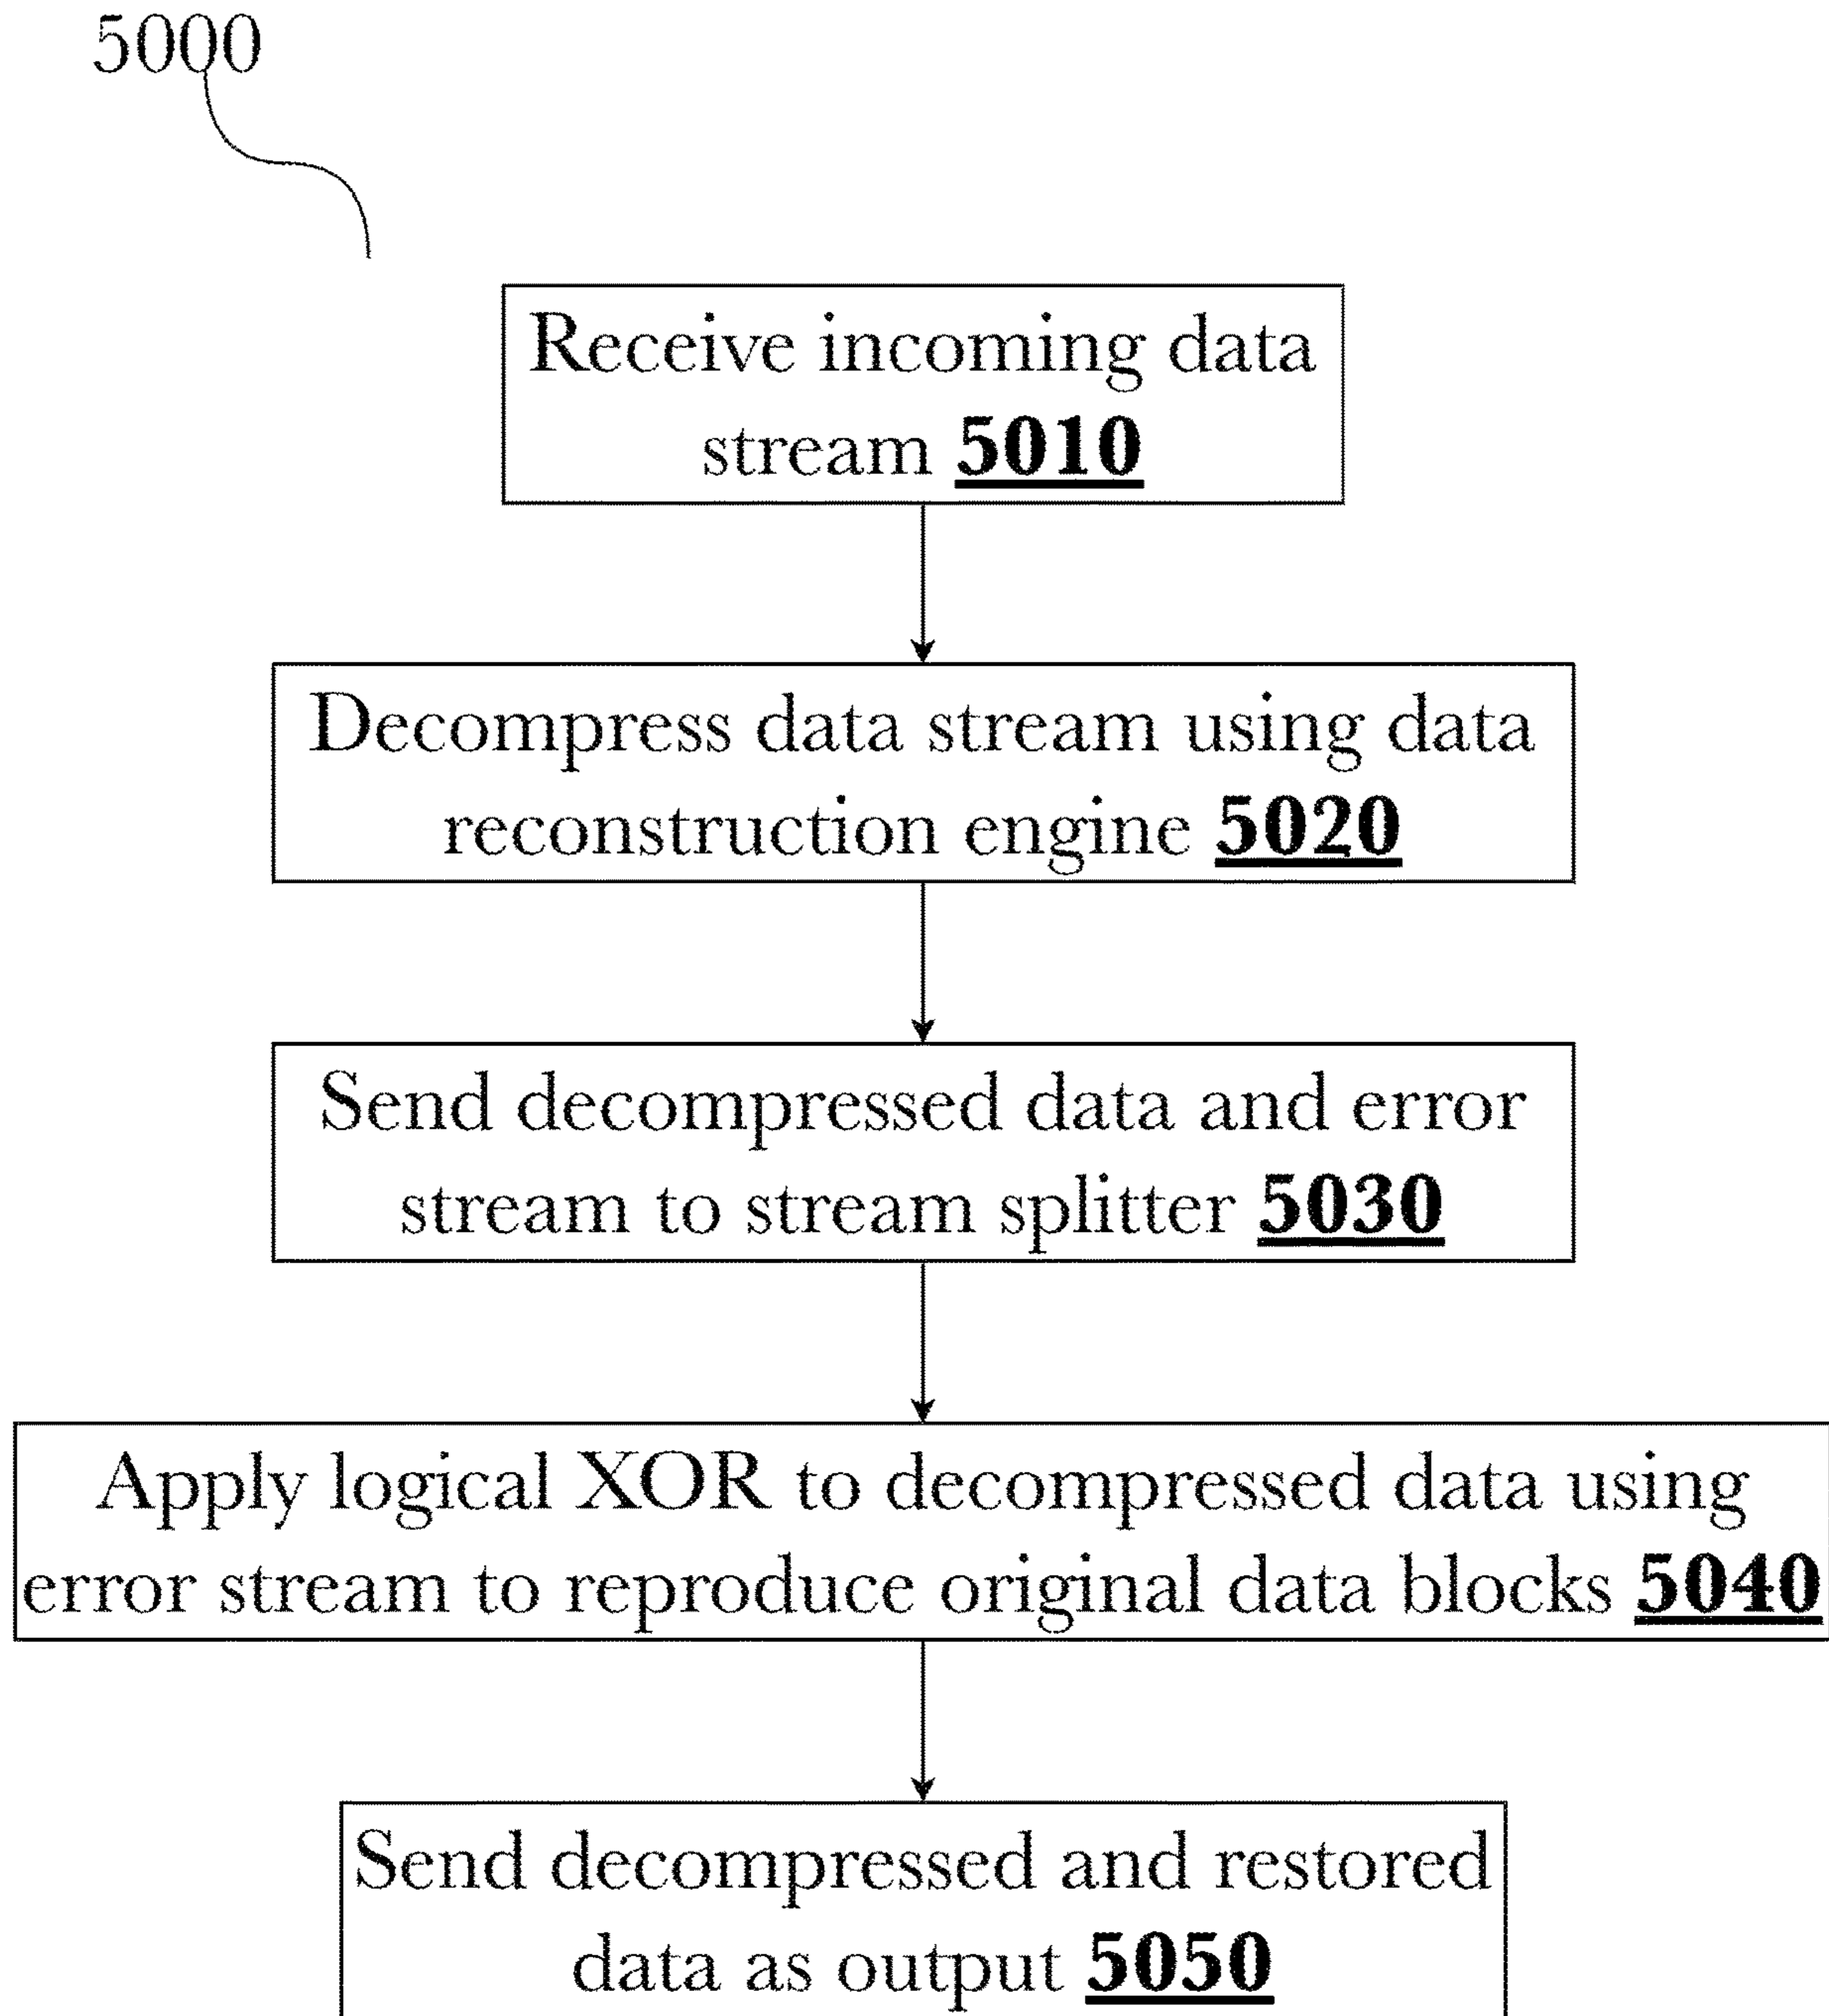 5000
Receive incoming data
stream 5010
Decompress data stream using data
reconstruction engine 5020
Send decompressed data and error
stream to stream splitter 5030
Apply logical XOR to decompressed data using
error stream to reproduce original data blocks 5040
Send decompressed and restored
data as output 5050